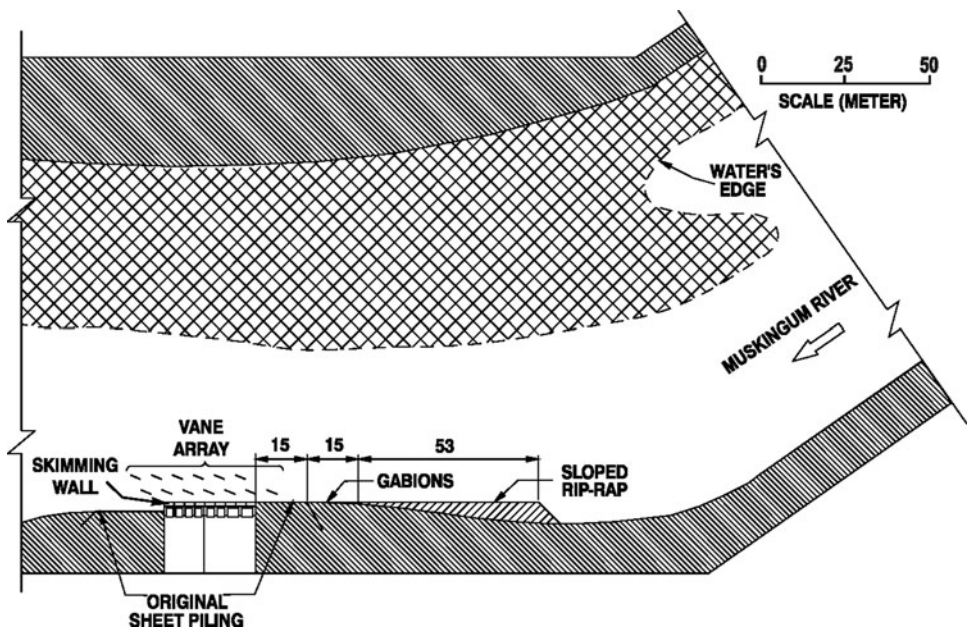 0 25 50
SCALE (METER)
WATER'S
EDGE
MUSKINGUM RIVER
VANE
ARRAY
SKIMMING
WALL
15 15 53
GABIONS
SLOPED
RIP-RAP
ORIGINAL
SHEET PILING